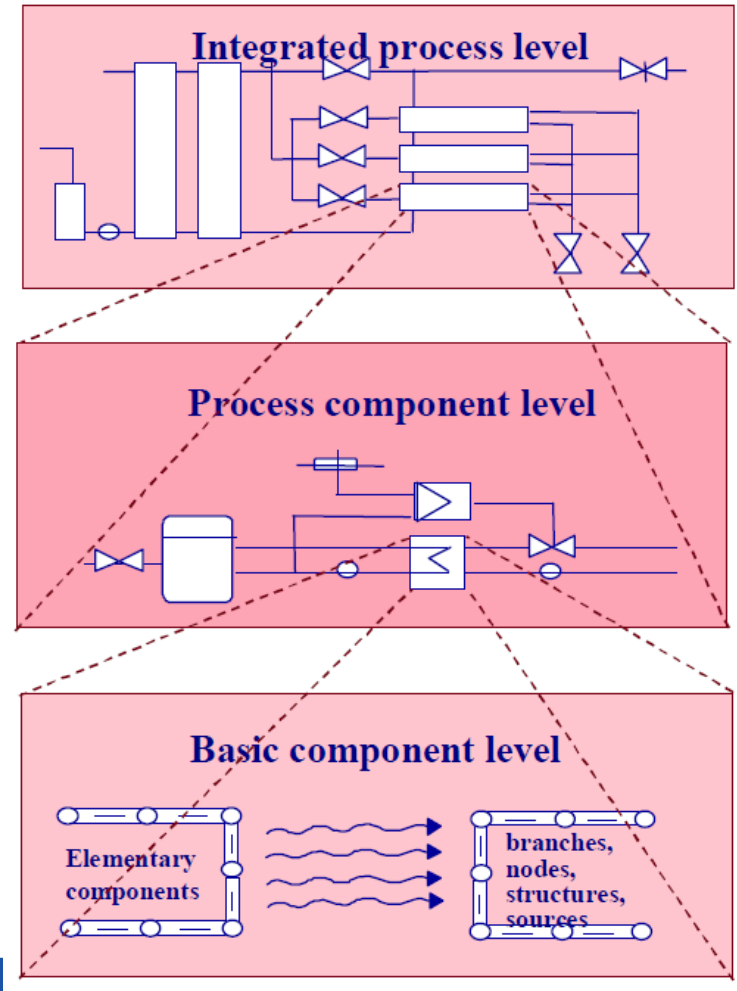 Integrated process level
Process component level
Basic component level
Elementary
components
branches,
nodes,
structures,
sources